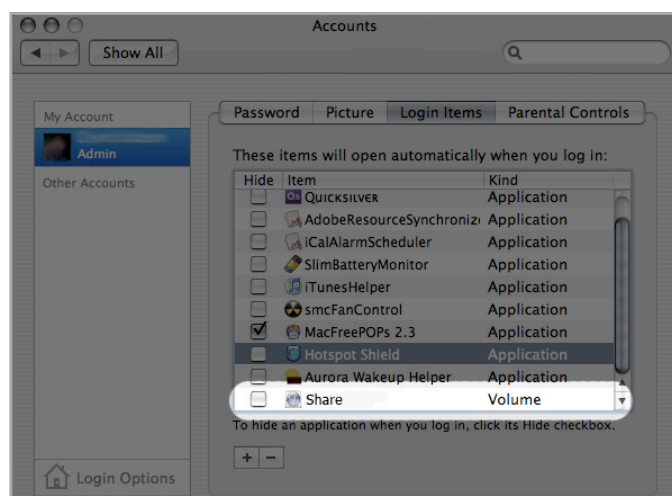 Accounts
Show All
My Account
Admin
Other Accounts
Login Options
Password Picture Login Items Parental Controls
These items will open automatically when you log in:
Hide Item Kind
Qs QUICKSILVER Application
AdobeResourceSynchroniz Application
iCalAlarmScheduler Application
SlimBatteryMonitor Application
iTunesHelper Application
smcFanControl Application
MacFreePOPs 2.3 Application
Hotspot Shield Application
Aurora Wakeup Helper Application
Share Volume
To hide an application when you log in, click its Hide checkbox.
+ −